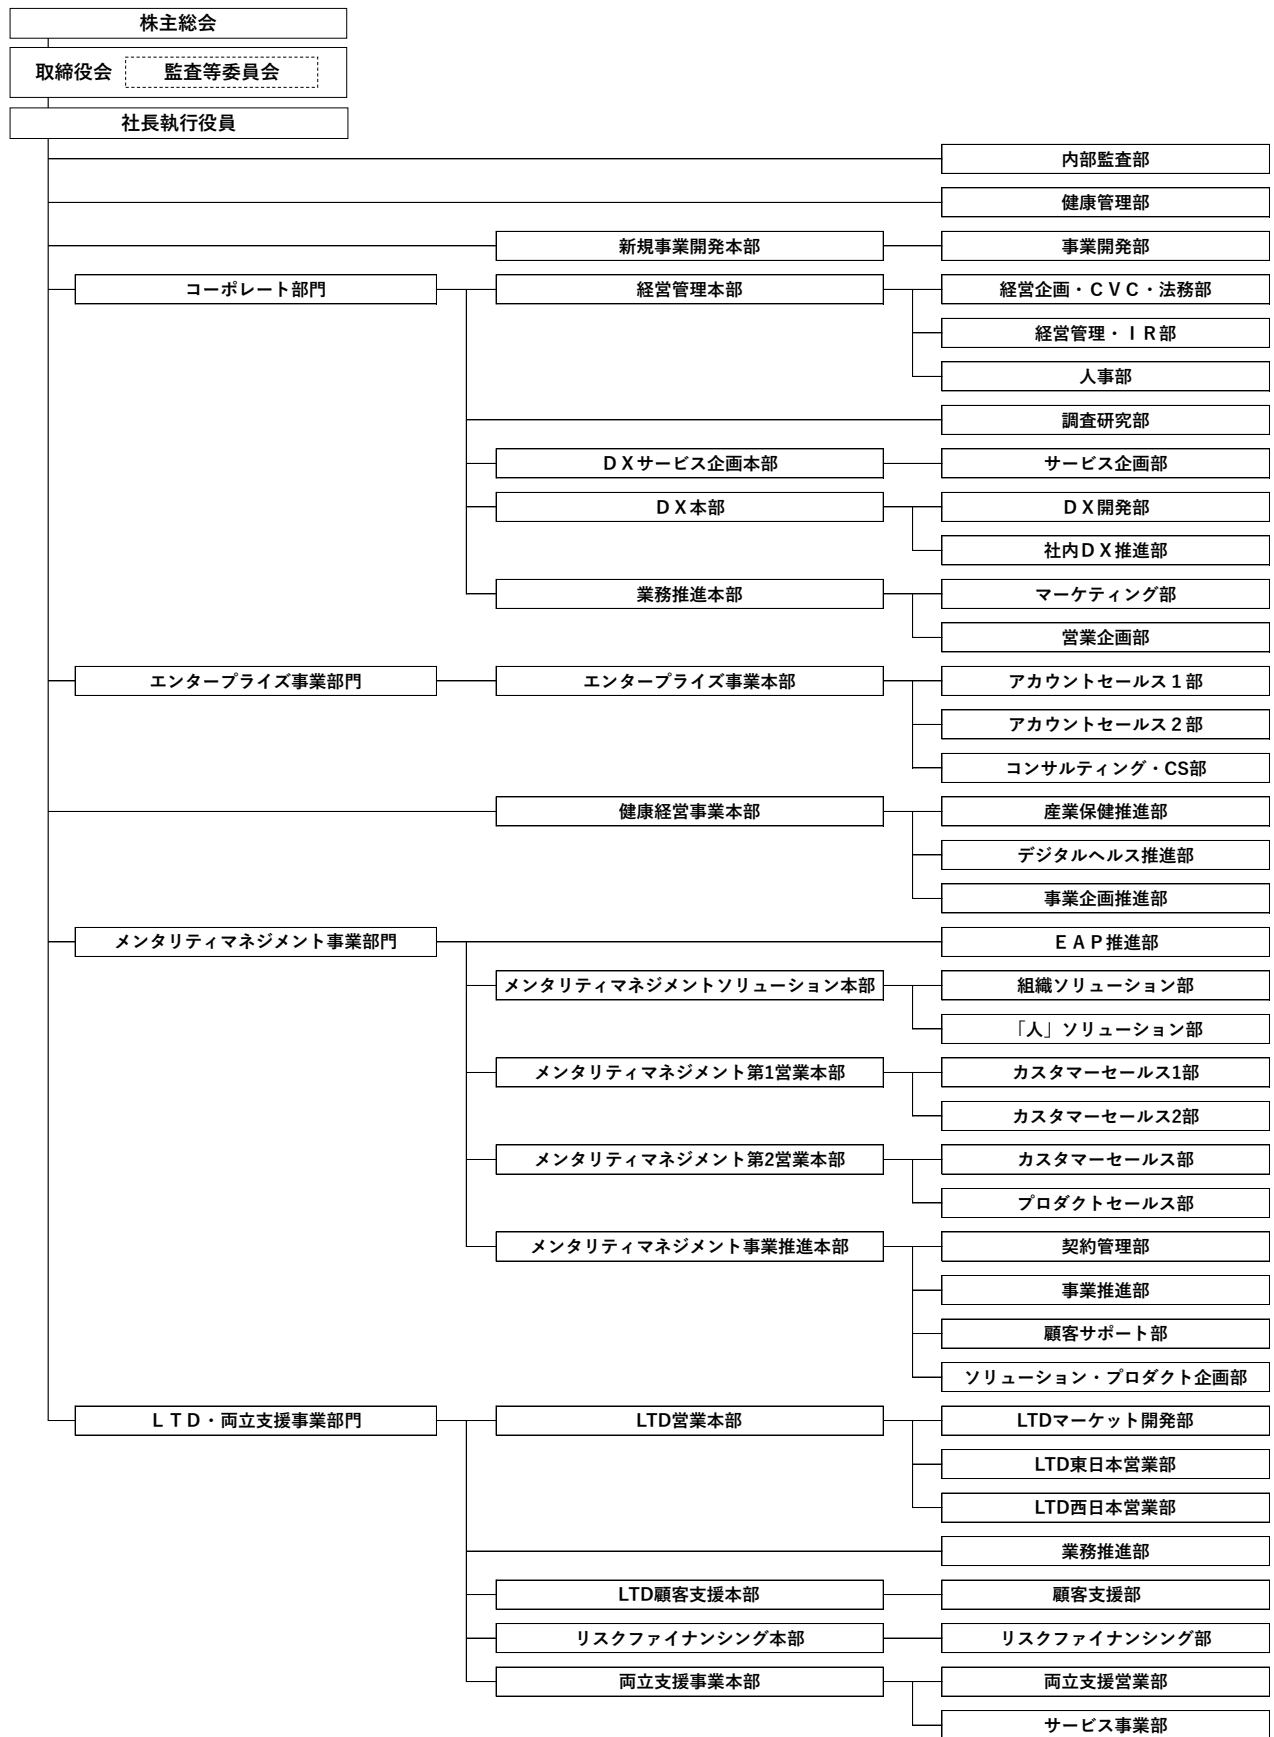 株主総会
取締役会 監査等委員会
社長執行役員
内部監査部
健康管理部
新規事業開発本部 事業開発部
コーポレート部門 経営管理本部 経営企画・ＣＶＣ・法務部
経営管理・ＩＲ部
人事部
調査研究部
ＤＸサービス企画本部 サービス企画部
ＤＸ本部 ＤＸ開発部
社内ＤＸ推進部
業務推進本部 マーケティング部
営業企画部
エンタープライズ事業部門 エンタープライズ事業本部 アカウントセールス１部
アカウントセールス２部
コンサルティング・CS部
健康経営事業本部 産業保健推進部
デジタルヘルス推進部
事業企画推進部
メンタリティマネジメント事業部門 ＥＡＰ推進部
メンタリティマネジメントソリューション本部 組織ソリューション部
「人」ソリューション部
メンタリティマネジメント第1営業本部 カスタマーセールス1部
カスタマーセールス2部
メンタリティマネジメント第2営業本部 カスタマーセールス部
プロダクトセールス部
メンタリティマネジメント事業推進本部 契約管理部
事業推進部
顧客サポート部
ソリューション・プロダクト企画部
ＬＴＤ・両立支援事業部門 LTD営業本部 LTDマーケット開発部
LTD東日本営業部
LTD西日本営業部
業務推進部
LTD顧客支援本部 顧客支援部
リスクファイナンシング本部 リスクファイナンシング部
両立支援事業本部 両立支援営業部
サービス事業部